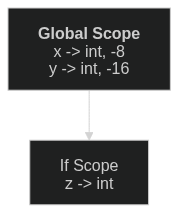 Global Scope
x -> int, -8
y -> int, -16
If Scope
z -> int